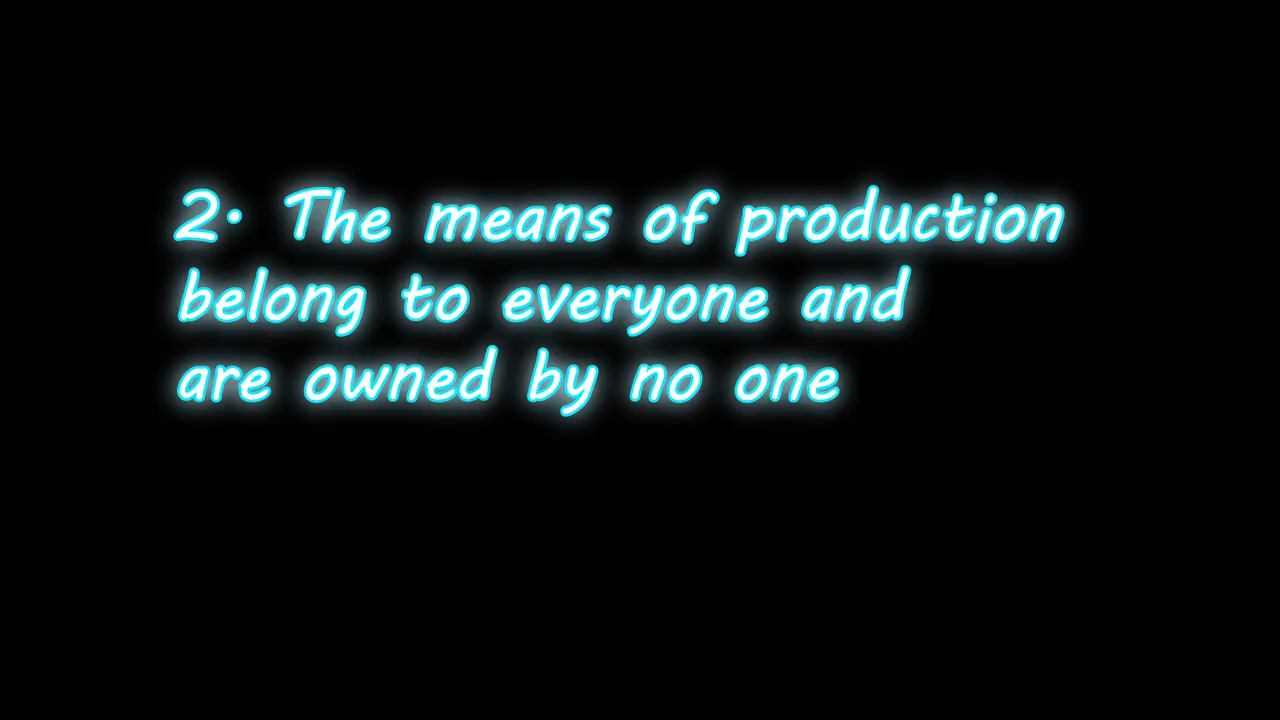 2. The means of production
belong to everyone and
are owned by no one